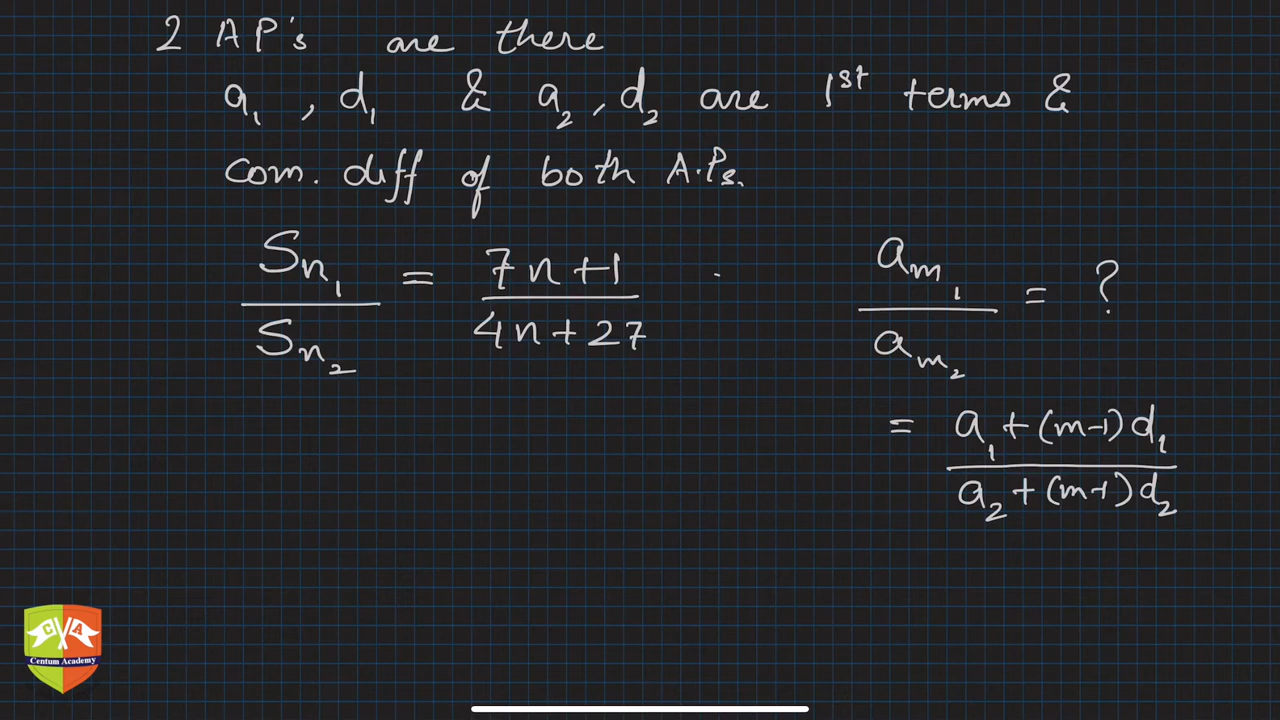 2 A P's are there
a₁ , d₁ & a₂ , d₂ are 1ˢᵗ terms &
com. diff of both A.Ps.
Sₙ₁ / Sₙ₂ = 7n+1 / 4n+27
aₘ₁ / aₘ₂ = ?
= a₁+(m-1)d₁ / a₂+(m-1)d₂
C A
Centum Academy